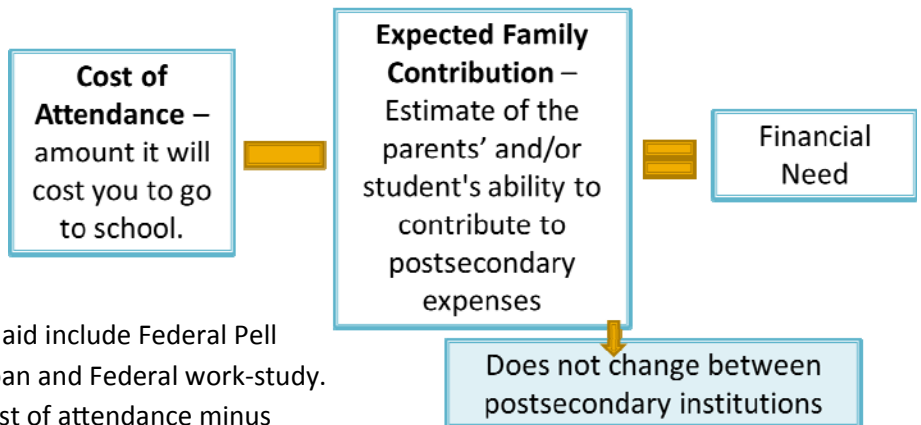 Cost of
Attendance –
amount it will
cost you to go
to school.
Expected Family
Contribution –
Estimate of the
parents' and/or
student's ability to
contribute to
postsecondary
expenses
Financial
Need
Does not change between
postsecondary institutions
aid include Federal Pell
and Federal work-study.
of attendance minus